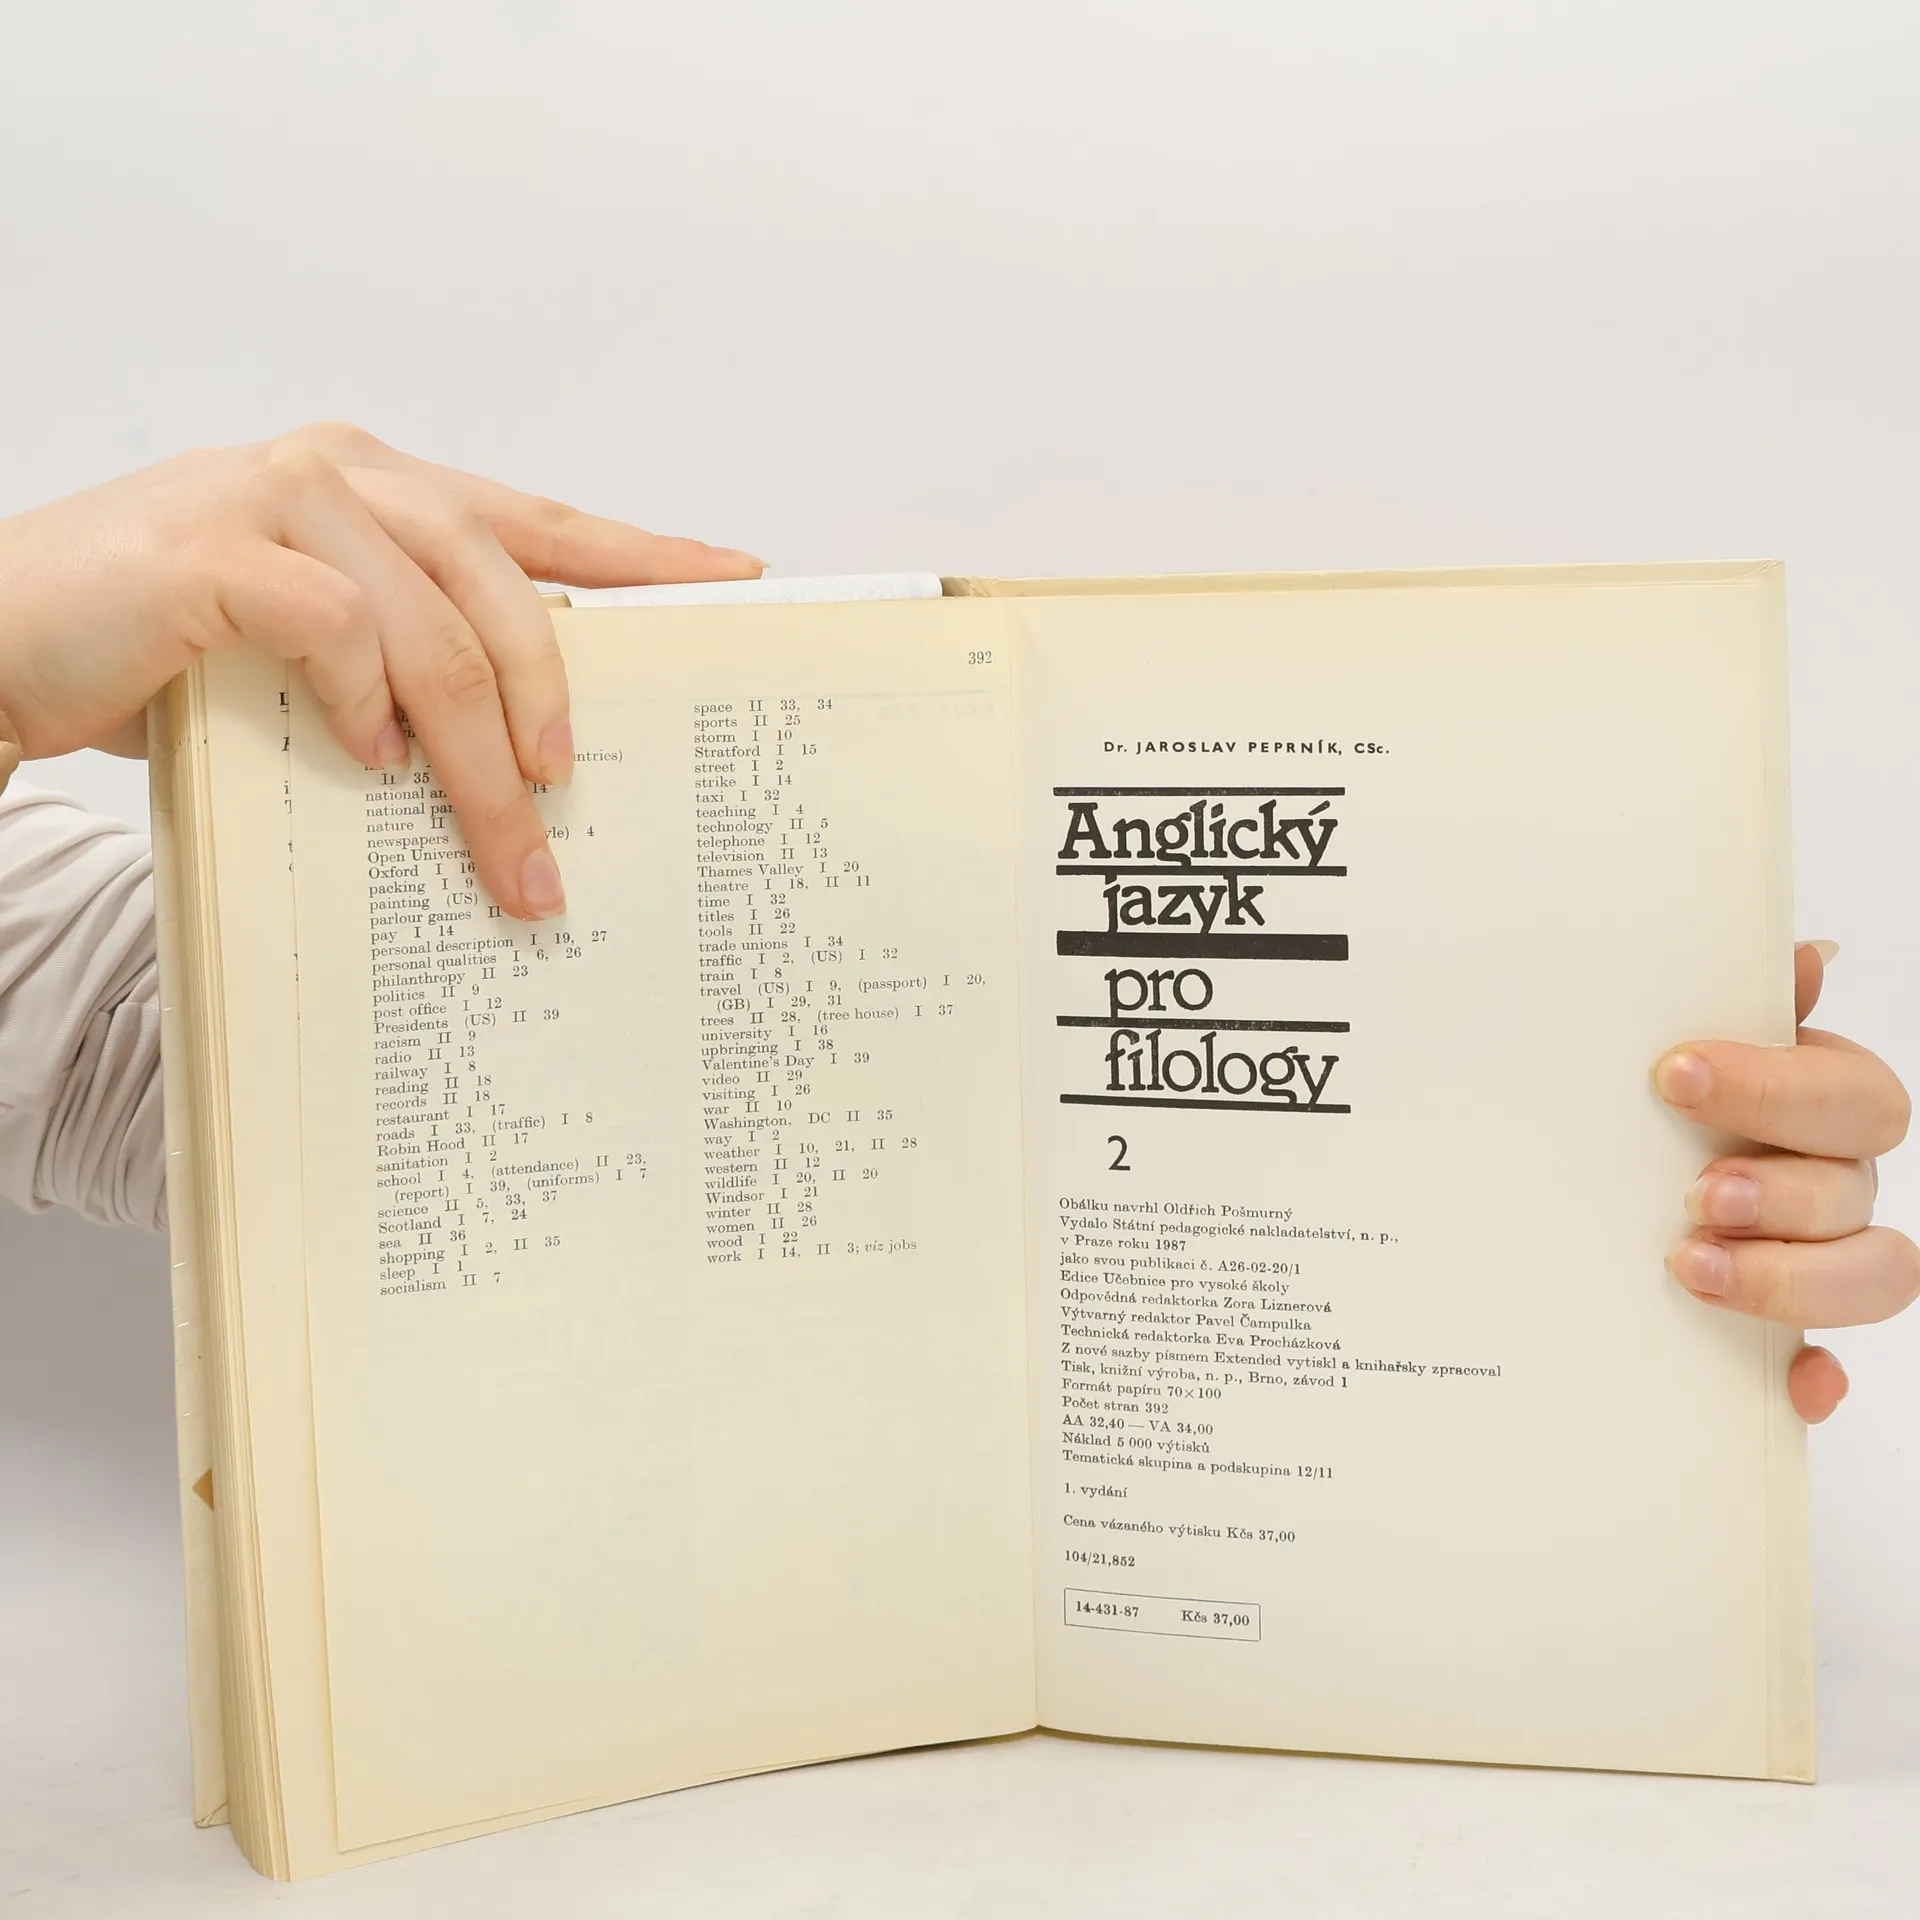 392
ntries)
II 35
national an 14
national par
nature II
newspapers yle) 4
Open Universi
Oxford I 16
packing I 9
painting (US)
parlour games II
pay I 14
personal description I 19, 27
personal qualities I 6, 26
philanthropy II 23
politics II 9
post office I 12
Presidents (US) II 39
racism II 9
radio II 13
railway I 8
reading II 18
records II 18
restaurant I 17
roads I 33, (traffic) I 8
Robin Hood II 17
sanitation I 2
school I 4, (attendance) II 23,
(report) I 39, (uniforms) I 7
science II 5, 33, 37
Scotland I 7, 24
sea II 36
shopping I 2, II 35
sleep I 1
socialism II 7
space II 33, 34
sports II 25
storm I 10
Stratford I 15
street I 2
strike I 14
taxi I 32
teaching I 4
technology II 5
telephone I 12
television II 13
Thames Valley I 20
theatre I 18, II 11
time I 32
titles I 26
tools II 22
trade unions I 34
traffic I 2, (US) I 32
train I 8
travel (US) I 9, (passport) I 20,
(GB) I 29, 31
trees II 28, (tree house) I 37
university I 16
upbringing I 38
Valentine's Day I 39
video II 29
visiting I 26
war II 10
Washington, DC II 35
way I 2
weather I 10, 21, II 28
western II 12
wildlife I 20, II 20
Windsor I 21
winter II 28
women II 26
wood I 22
work I 14, II 3; viz jobs
Dr. JAROSLAV PEPRNÍK, CSc.
Anglický
jazyk
pro
filology
2
Obálku navrhl Oldřich Pošmurný
Vydalo Státní pedagogické nakladatelství, n. p.,
v Praze roku 1987
jako svou publikaci č. A26-02-20/1
Edice Učebnice pro vysoké školy
Odpovědná redaktorka Zora Liznerová
Výtvarný redaktor Pavel Čampulka
Technická redaktorka Eva Procházková
Z nové sazby písmem Extended vytiskl a knihařsky zpracoval
Tisk, knižní výroba, n. p., Brno, závod 1
Formát papíru 70×100
Počet stran 392
AA 32,40 — VA 34,00
Náklad 5 000 výtisků
Tematická skupina a podskupina 12/11
1. vydání
Cena vázaného výtisku Kčs 37,00
104/21,852
14-431-87 Kčs 37,00